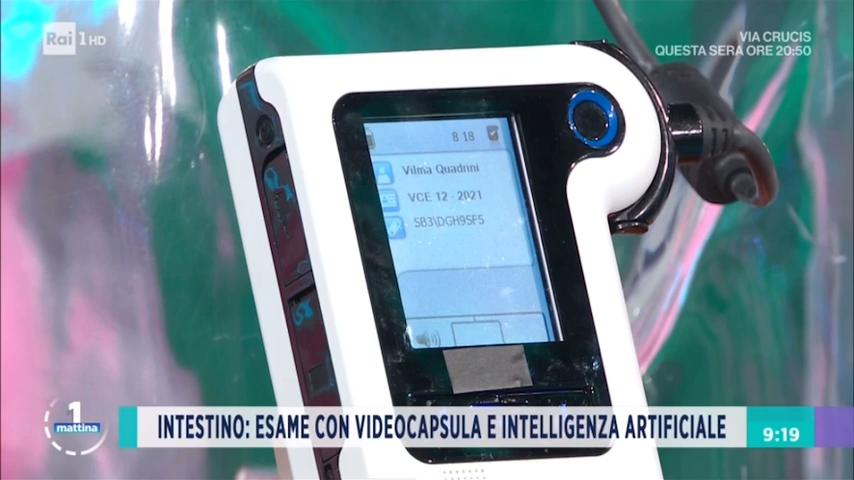 Rai 1 HD
VIA CRUCIS
QUESTA SERA ORE 20:50
8 18
Vilma Quadrini
VCE 12 - 2021
SB3\DGH9SF5
1
mattina
INTESTINO: ESAME CON VIDEOCAPSULA E INTELLIGENZA ARTIFICIALE
9:19